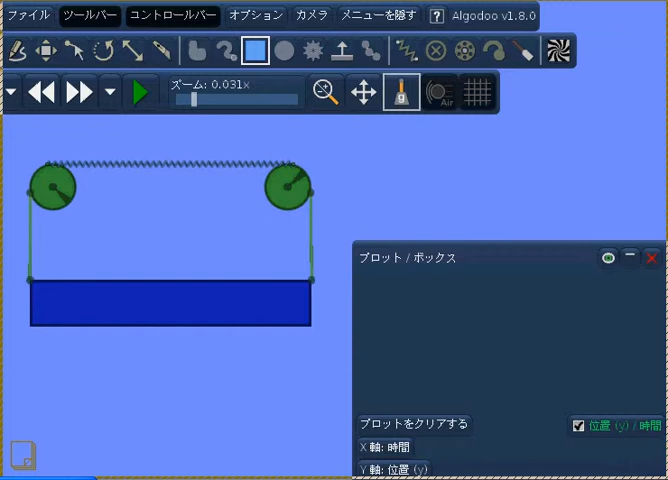 ファイル ツールバー コントロールバー オプション カメラ メニューを隠す ? Algodoo v1.8.0
ズーム: 0.031x
g
Air
プロット / ボックス
プロットをクリアする
位置 (y) / 時間
X 軸: 時間
Y 軸: 位置 (y)